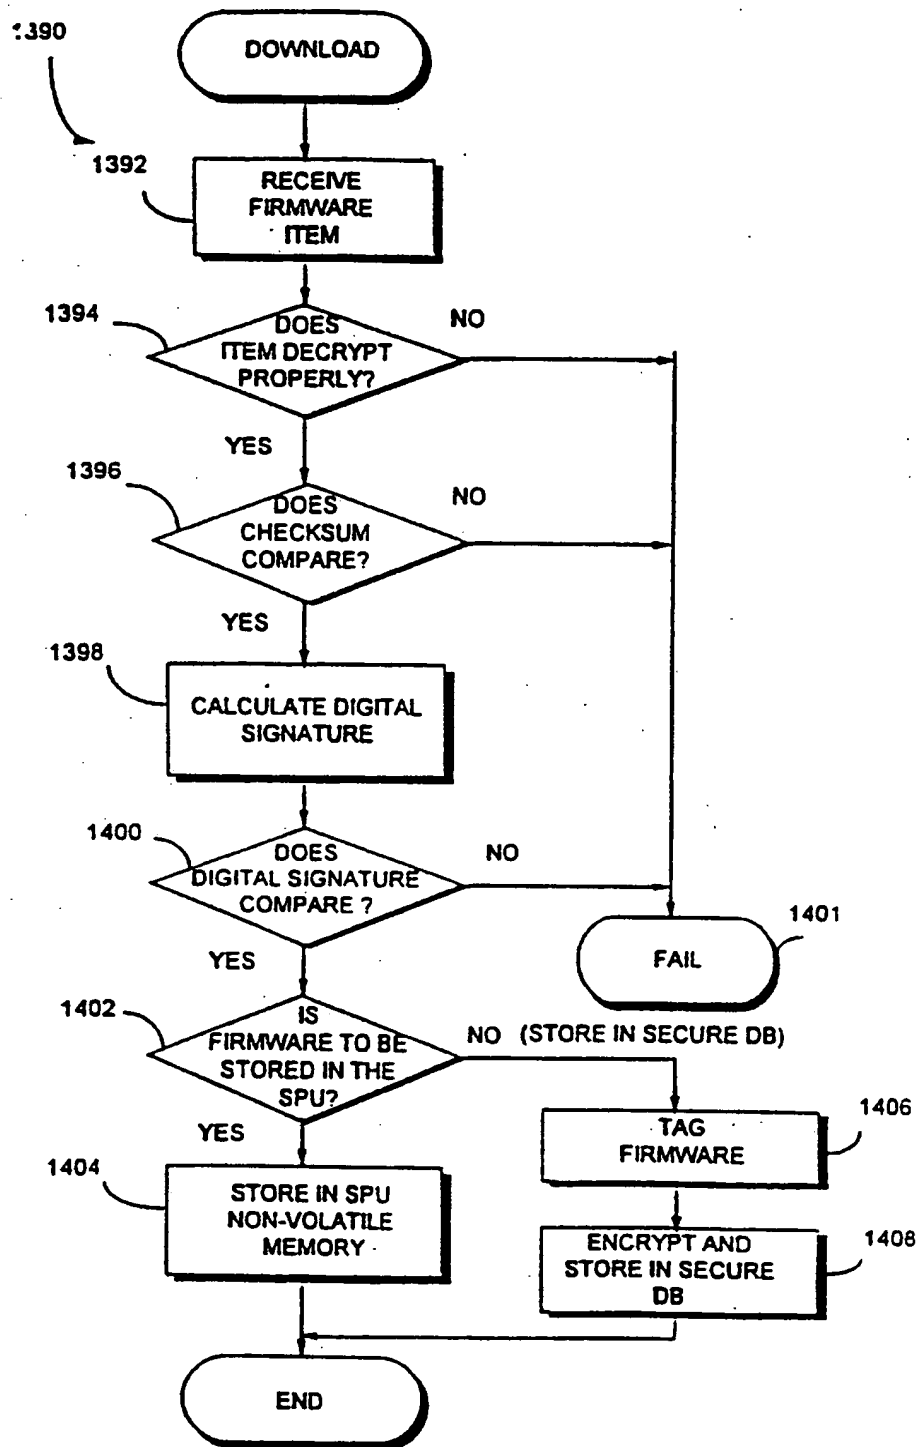 1390
DOWNLOAD
1392
RECEIVE
FIRMWARE
ITEM
1394
DOES
ITEM DECRYPT
PROPERLY?
NO
YES
1396
DOES
CHECKSUM
COMPARE?
NO
YES
1398
CALCULATE DIGITAL
SIGNATURE
1400
DOES
DIGITAL SIGNATURE
COMPARE ?
NO
1401
FAIL
YES
1402
IS
FIRMWARE TO BE
STORED IN THE
SPU?
NO (STORE IN SECURE DB)
1406
TAG
FIRMWARE
YES
1404
STORE IN SPU
NON-VOLATILE
MEMORY
1408
ENCRYPT AND
STORE IN SECURE
DB
END